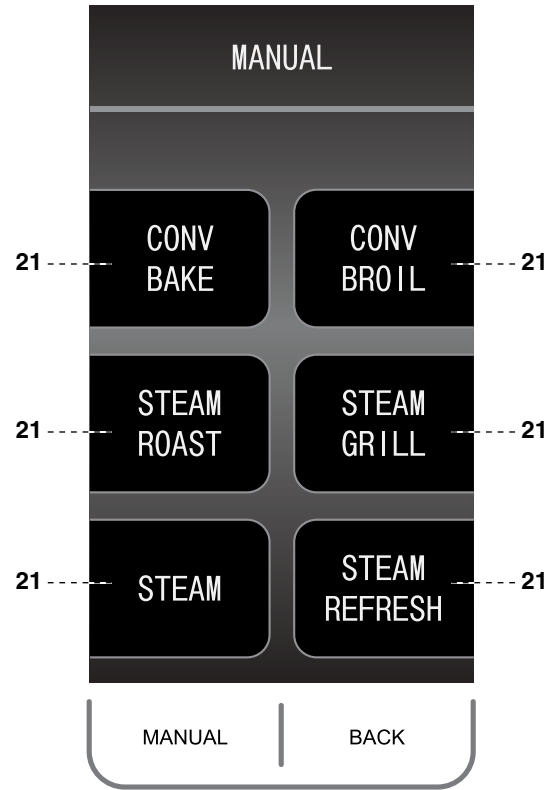 MANUAL
CONV
BAKE
CONV
BROIL
21
21
STEAM
ROAST
STEAM
GRILL
21
21
STEAM
STEAM
REFRESH
21
21
MANUAL
BACK